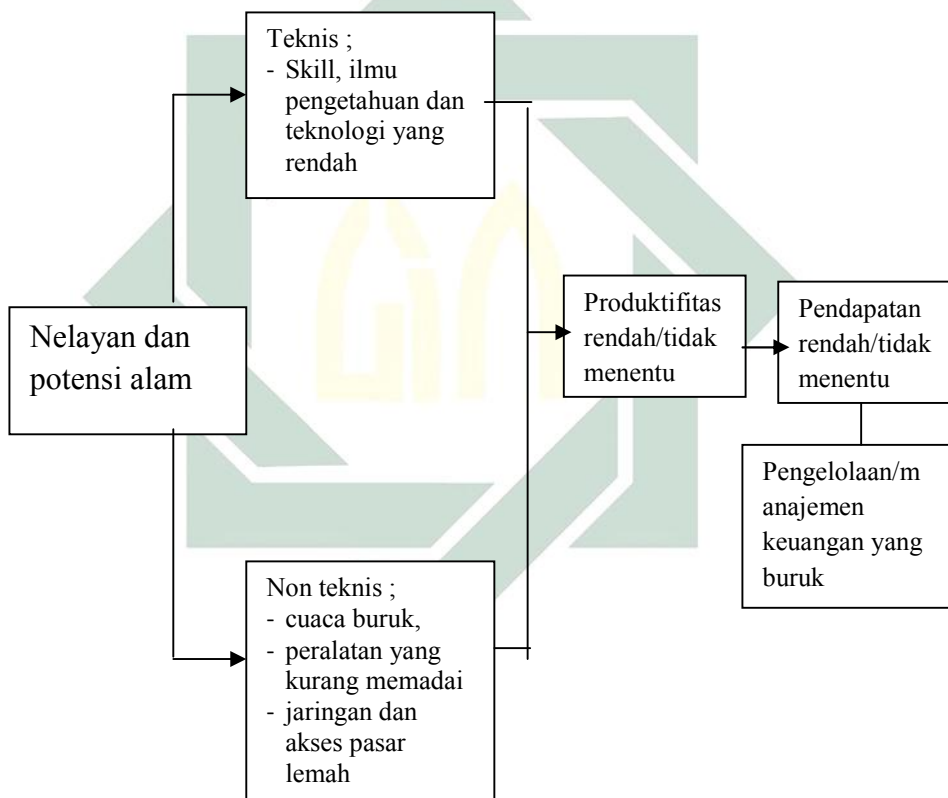 Teknis ;
- Skill, ilmu
pengetahuan dan
teknologi yang
rendah
Nelayan dan
potensi alam
Produktifitas
rendah/tidak
menentu
Pendapatan
rendah/tidak
menentu
Pengelolaan/m
anajemen
keuangan yang
buruk
Non teknis ;
- cuaca buruk,
- peralatan yang
kurang memadai
- jaringan dan
akses pasar
lemah